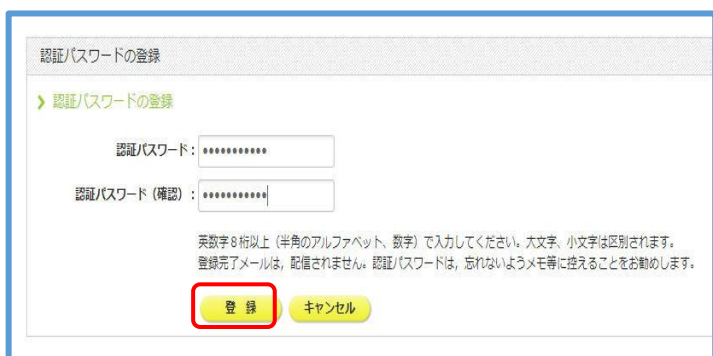 認証パスワードの登録
認証パスワードの登録
認証パスワード: •••••••••••
認証パスワード（確認）: •••••••••••
英数字8桁以上（半角のアルファベット、数字）で入力してください。大文字、小文字は区別されます。
登録完了メールは，配信されません。認証パスワードは，忘れないようメモ等に控えることをお勧めします。
登 録 キャンセル